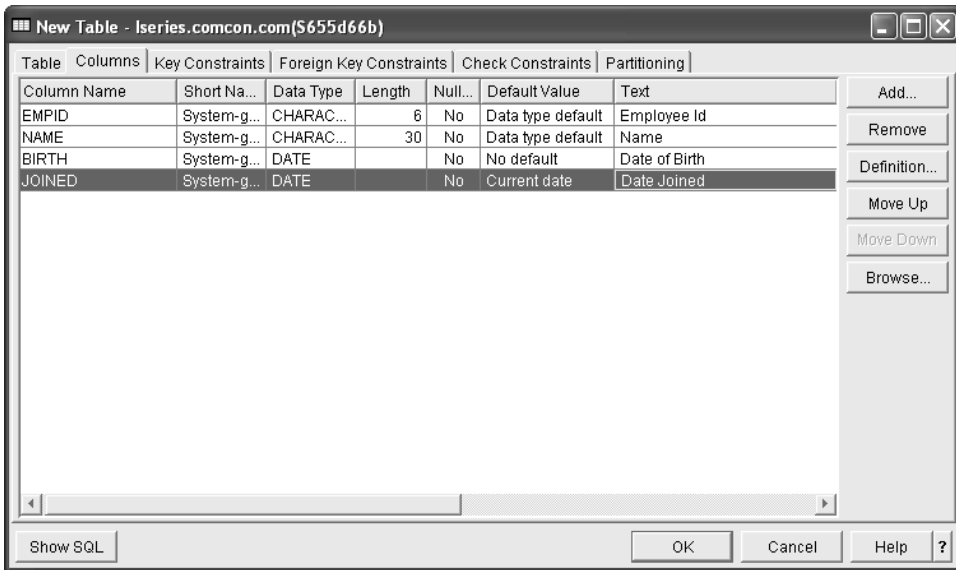 New Table - Iseries.comcon.com(S655d66b)
Table Columns Key Constraints Foreign Key Constraints Check Constraints Partitioning
Column Name Short Na... Data Type Length Null... Default Value Text
EMPID System-g... CHARAC... 6 No Data type default Employee Id
NAME System-g... CHARAC... 30 No Data type default Name
BIRTH System-g... DATE No No default Date of Birth
JOINED System-g... DATE No Current date Date Joined
Add...
Remove
Definition...
Move Up
Move Down
Browse...
Show SQL OK Cancel Help ?